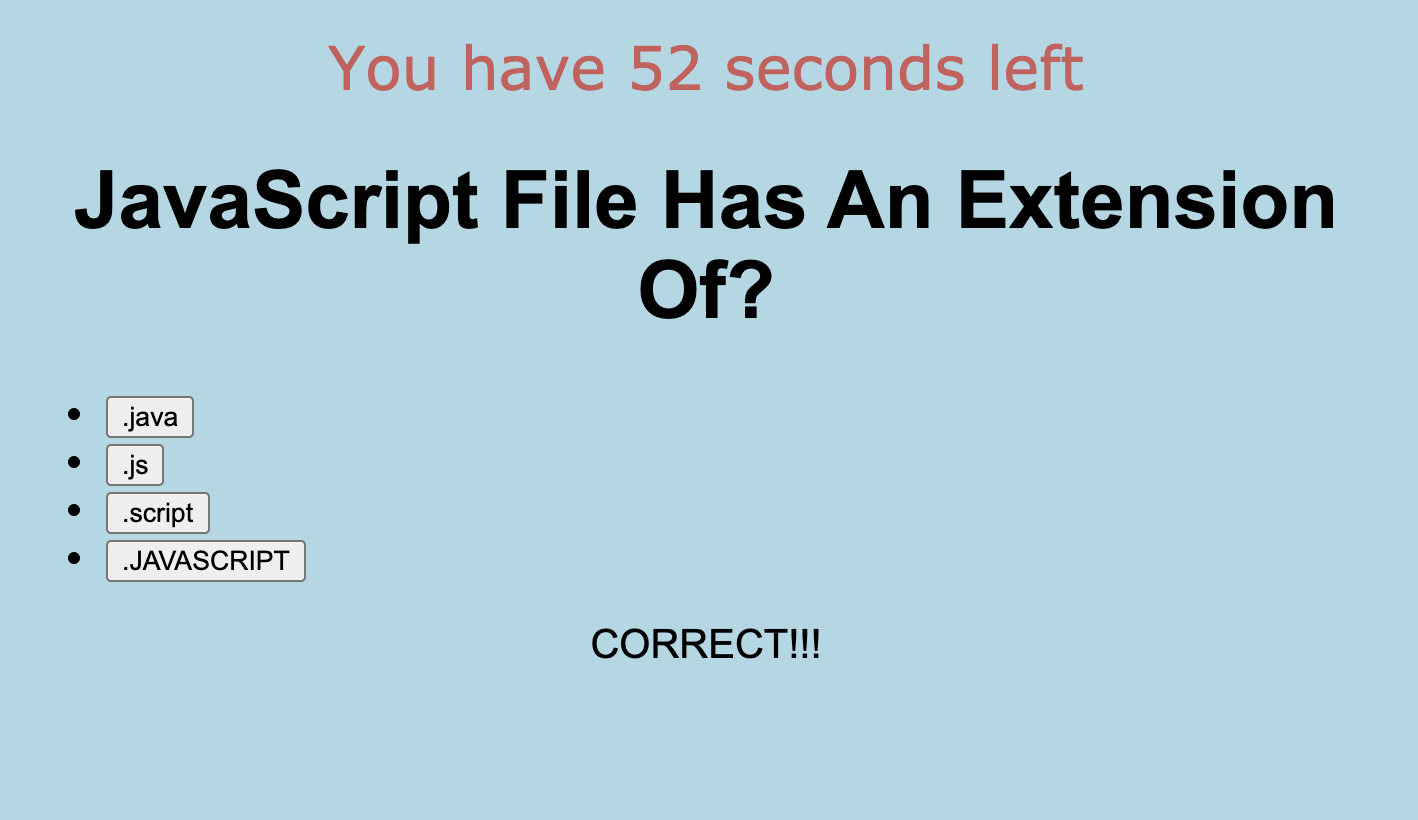 You have 52 seconds left
JavaScript File Has An Extension
Of?
.java
.js
.script
.JAVASCRIPT
CORRECT!!!